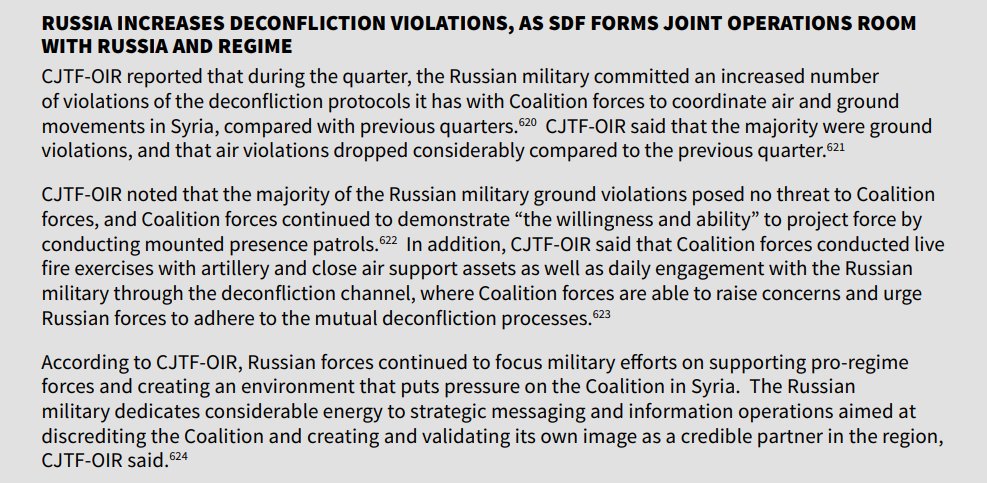 RUSSIA INCREASES DECONFLICTION VIOLATIONS, AS SDF FORMS JOINT OPERATIONS ROOM
WITH RUSSIA AND REGIME
CJTF-OIR reported that during the quarter, the Russian military committed an increased number
of violations of the deconfliction protocols it has with Coalition forces to coordinate air and ground
movements in Syria, compared with previous quarters.620 CJTF-OIR said that the majority were ground
violations, and that air violations dropped considerably compared to the previous quarter.621
CJTF-OIR noted that the majority of the Russian military ground violations posed no threat to Coalition
forces, and Coalition forces continued to demonstrate “the willingness and ability” to project force by
conducting mounted presence patrols.622 In addition, CJTF-OIR said that Coalition forces conducted live
fire exercises with artillery and close air support assets as well as daily engagement with the Russian
military through the deconfliction channel, where Coalition forces are able to raise concerns and urge
Russian forces to adhere to the mutual deconfliction processes.623
According to CJTF-OIR, Russian forces continued to focus military efforts on supporting pro-regime
forces and creating an environment that puts pressure on the Coalition in Syria. The Russian
military dedicates considerable energy to strategic messaging and information operations aimed at
discrediting the Coalition and creating and validating its own image as a credible partner in the region,
CJTF-OIR said.624